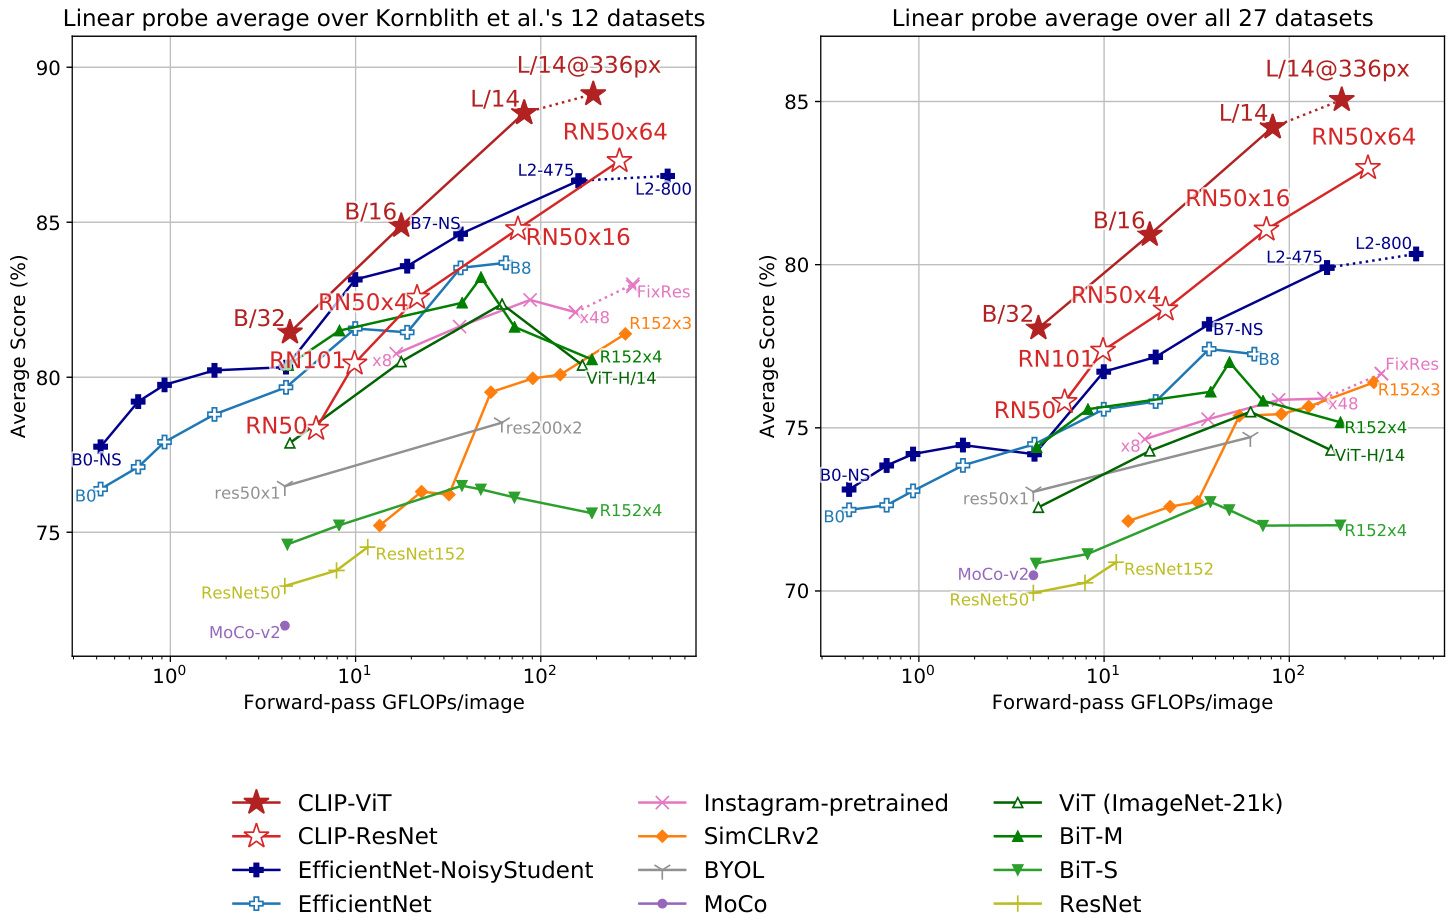 Linear probe average over Kornblith et al.'s 12 datasets
90
85
80
75
Average Score (%)
L/14@336px
L/14
RN50x64
L2-475
L2-800
B/16
B7-NS
RN50x16
B8
RN50x4
FixRes
B/32
x48
R152x3
RN101
x8
R152x4
ViT-H/14
RN50
res200x2
B0-NS
B0
res50x1
R152x4
ResNet152
ResNet50
MoCo-v2
10^0
10^1
10^2
Forward-pass GFLOPs/image
Linear probe average over all 27 datasets
85
80
75
70
Average Score (%)
L/14@336px
L/14
RN50x64
RN50x16
B/16
L2-800
L2-475
RN50x4
B/32
B7-NS
RN101
B8
FixRes
R152x3
RN50
x48
R152x4
x8
ViT-H/14
B0-NS
res50x1
B0
R152x4
MoCo-v2
ResNet152
ResNet50
10^0
10^1
10^2
Forward-pass GFLOPs/image
CLIP-ViT
CLIP-ResNet
EfficientNet-NoisyStudent
EfficientNet
Instagram-pretrained
SimCLRv2
BYOL
MoCo
ViT (ImageNet-21k)
BiT-M
BiT-S
ResNet